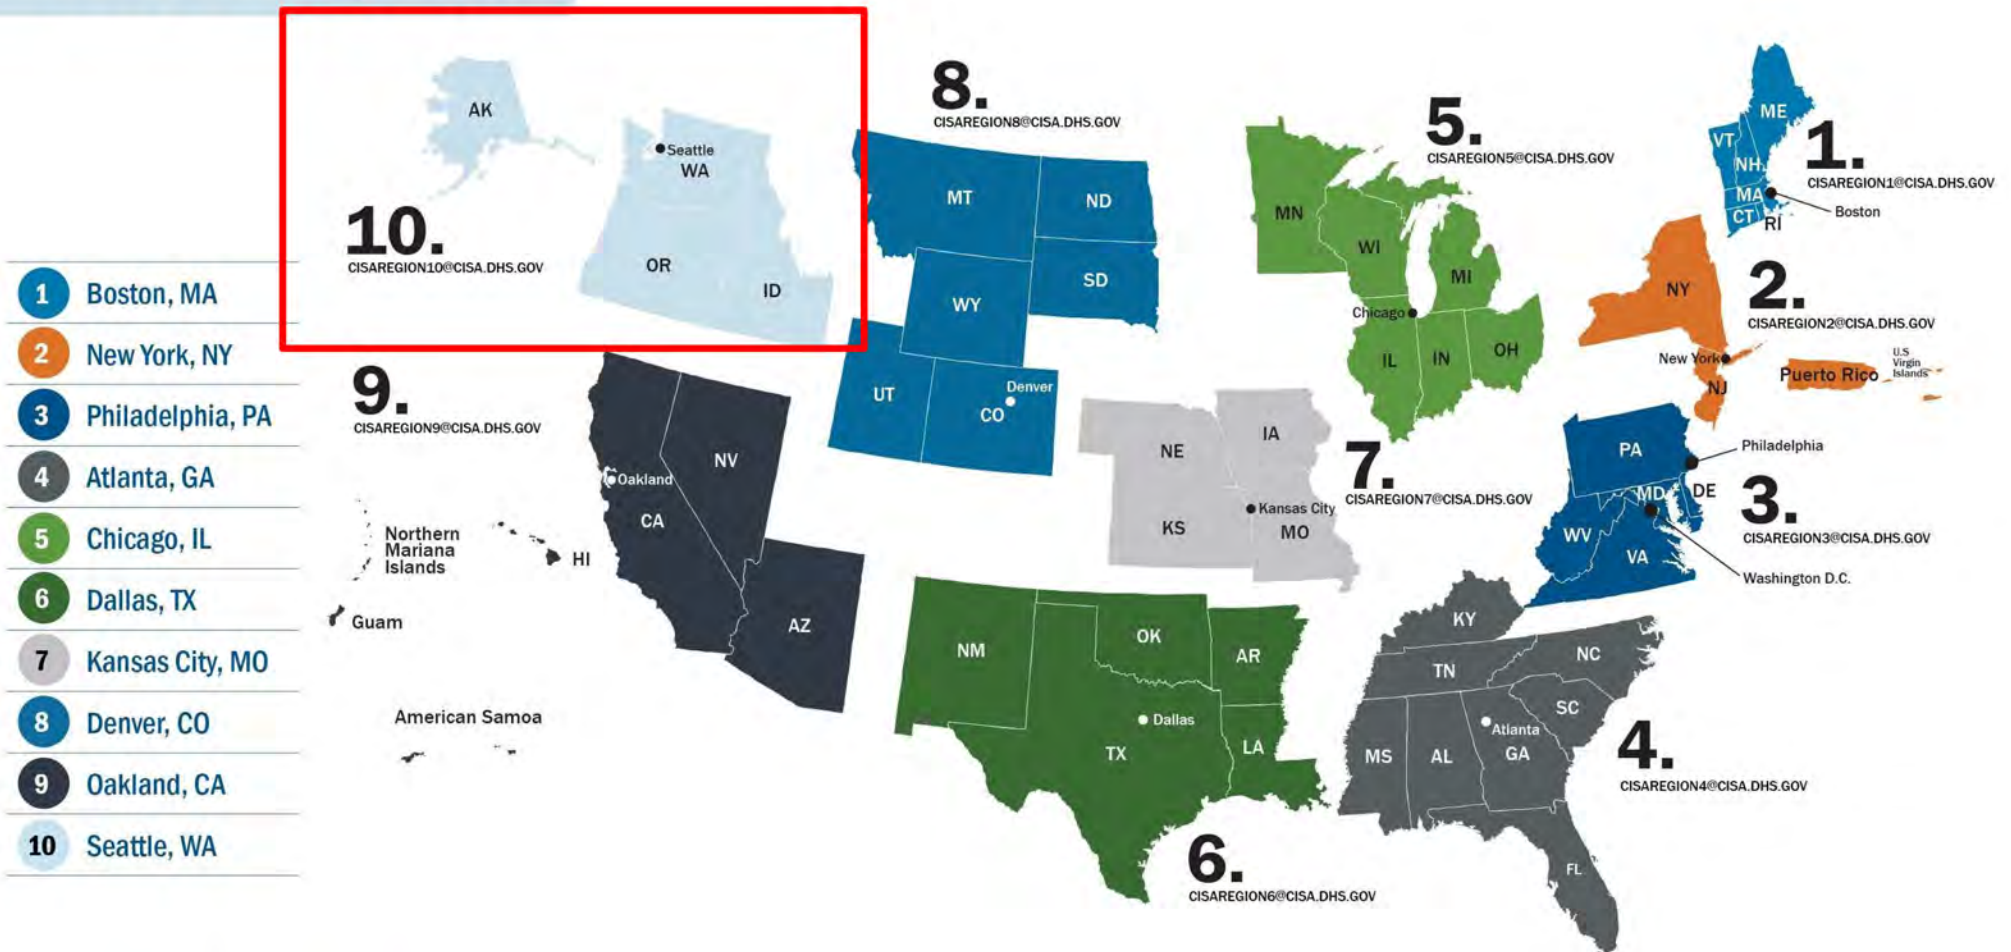 1 Boston, MA
2 New York, NY
3 Philadelphia, PA
4 Atlanta, GA
5 Chicago, IL
6 Dallas, TX
7 Kansas City, MO
8 Denver, CO
9 Oakland, CA
10 Seattle, WA
10.
CISAREGION10@CISA.DHS.GOV
AK
Seattle
WA
OR
ID
9.
CISAREGION9@CISA.DHS.GOV
NV
Oakland
CA
AZ
Northern
Mariana
Islands
HI
Guam
American Samoa
8.
CISAREGION8@CISA.DHS.GOV
MT
ND
SD
WY
UT
Denver
CO
NE
IA
KS
Kansas City
MO
7.
CISAREGION7@CISA.DHS.GOV
NM
OK
AR
Dallas
TX
LA
6.
CISAREGION6@CISA.DHS.GOV
5.
CISAREGION5@CISA.DHS.GOV
MN
WI
MI
Chicago
IL
IN
OH
ME
VT
NH
MA
CT
RI
Boston
1.
CISAREGION1@CISA.DHS.GOV
NY
2.
CISAREGION2@CISA.DHS.GOV
New York
NJ
Puerto Rico
U.S
Virgin
Islands
PA
Philadelphia
MD
DE
WV
VA
3.
CISAREGION3@CISA.DHS.GOV
Washington D.C.
KY
TN
NC
SC
Atlanta
GA
MS
AL
FL
4.
CISAREGION4@CISA.DHS.GOV